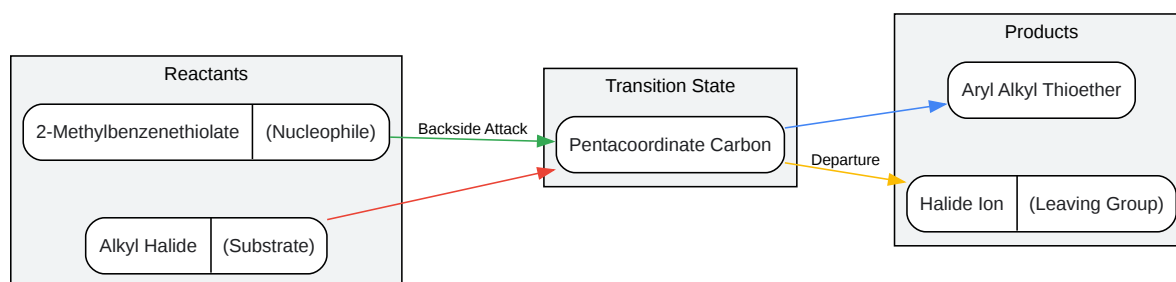 Reactants
2-Methylbenzenethiolate (Nucleophile)
Alkyl Halide (Substrate)
Backside Attack
Transition State
Pentacoordinate Carbon
Departure
Products
Aryl Alkyl Thioether
Halide Ion (Leaving Group)